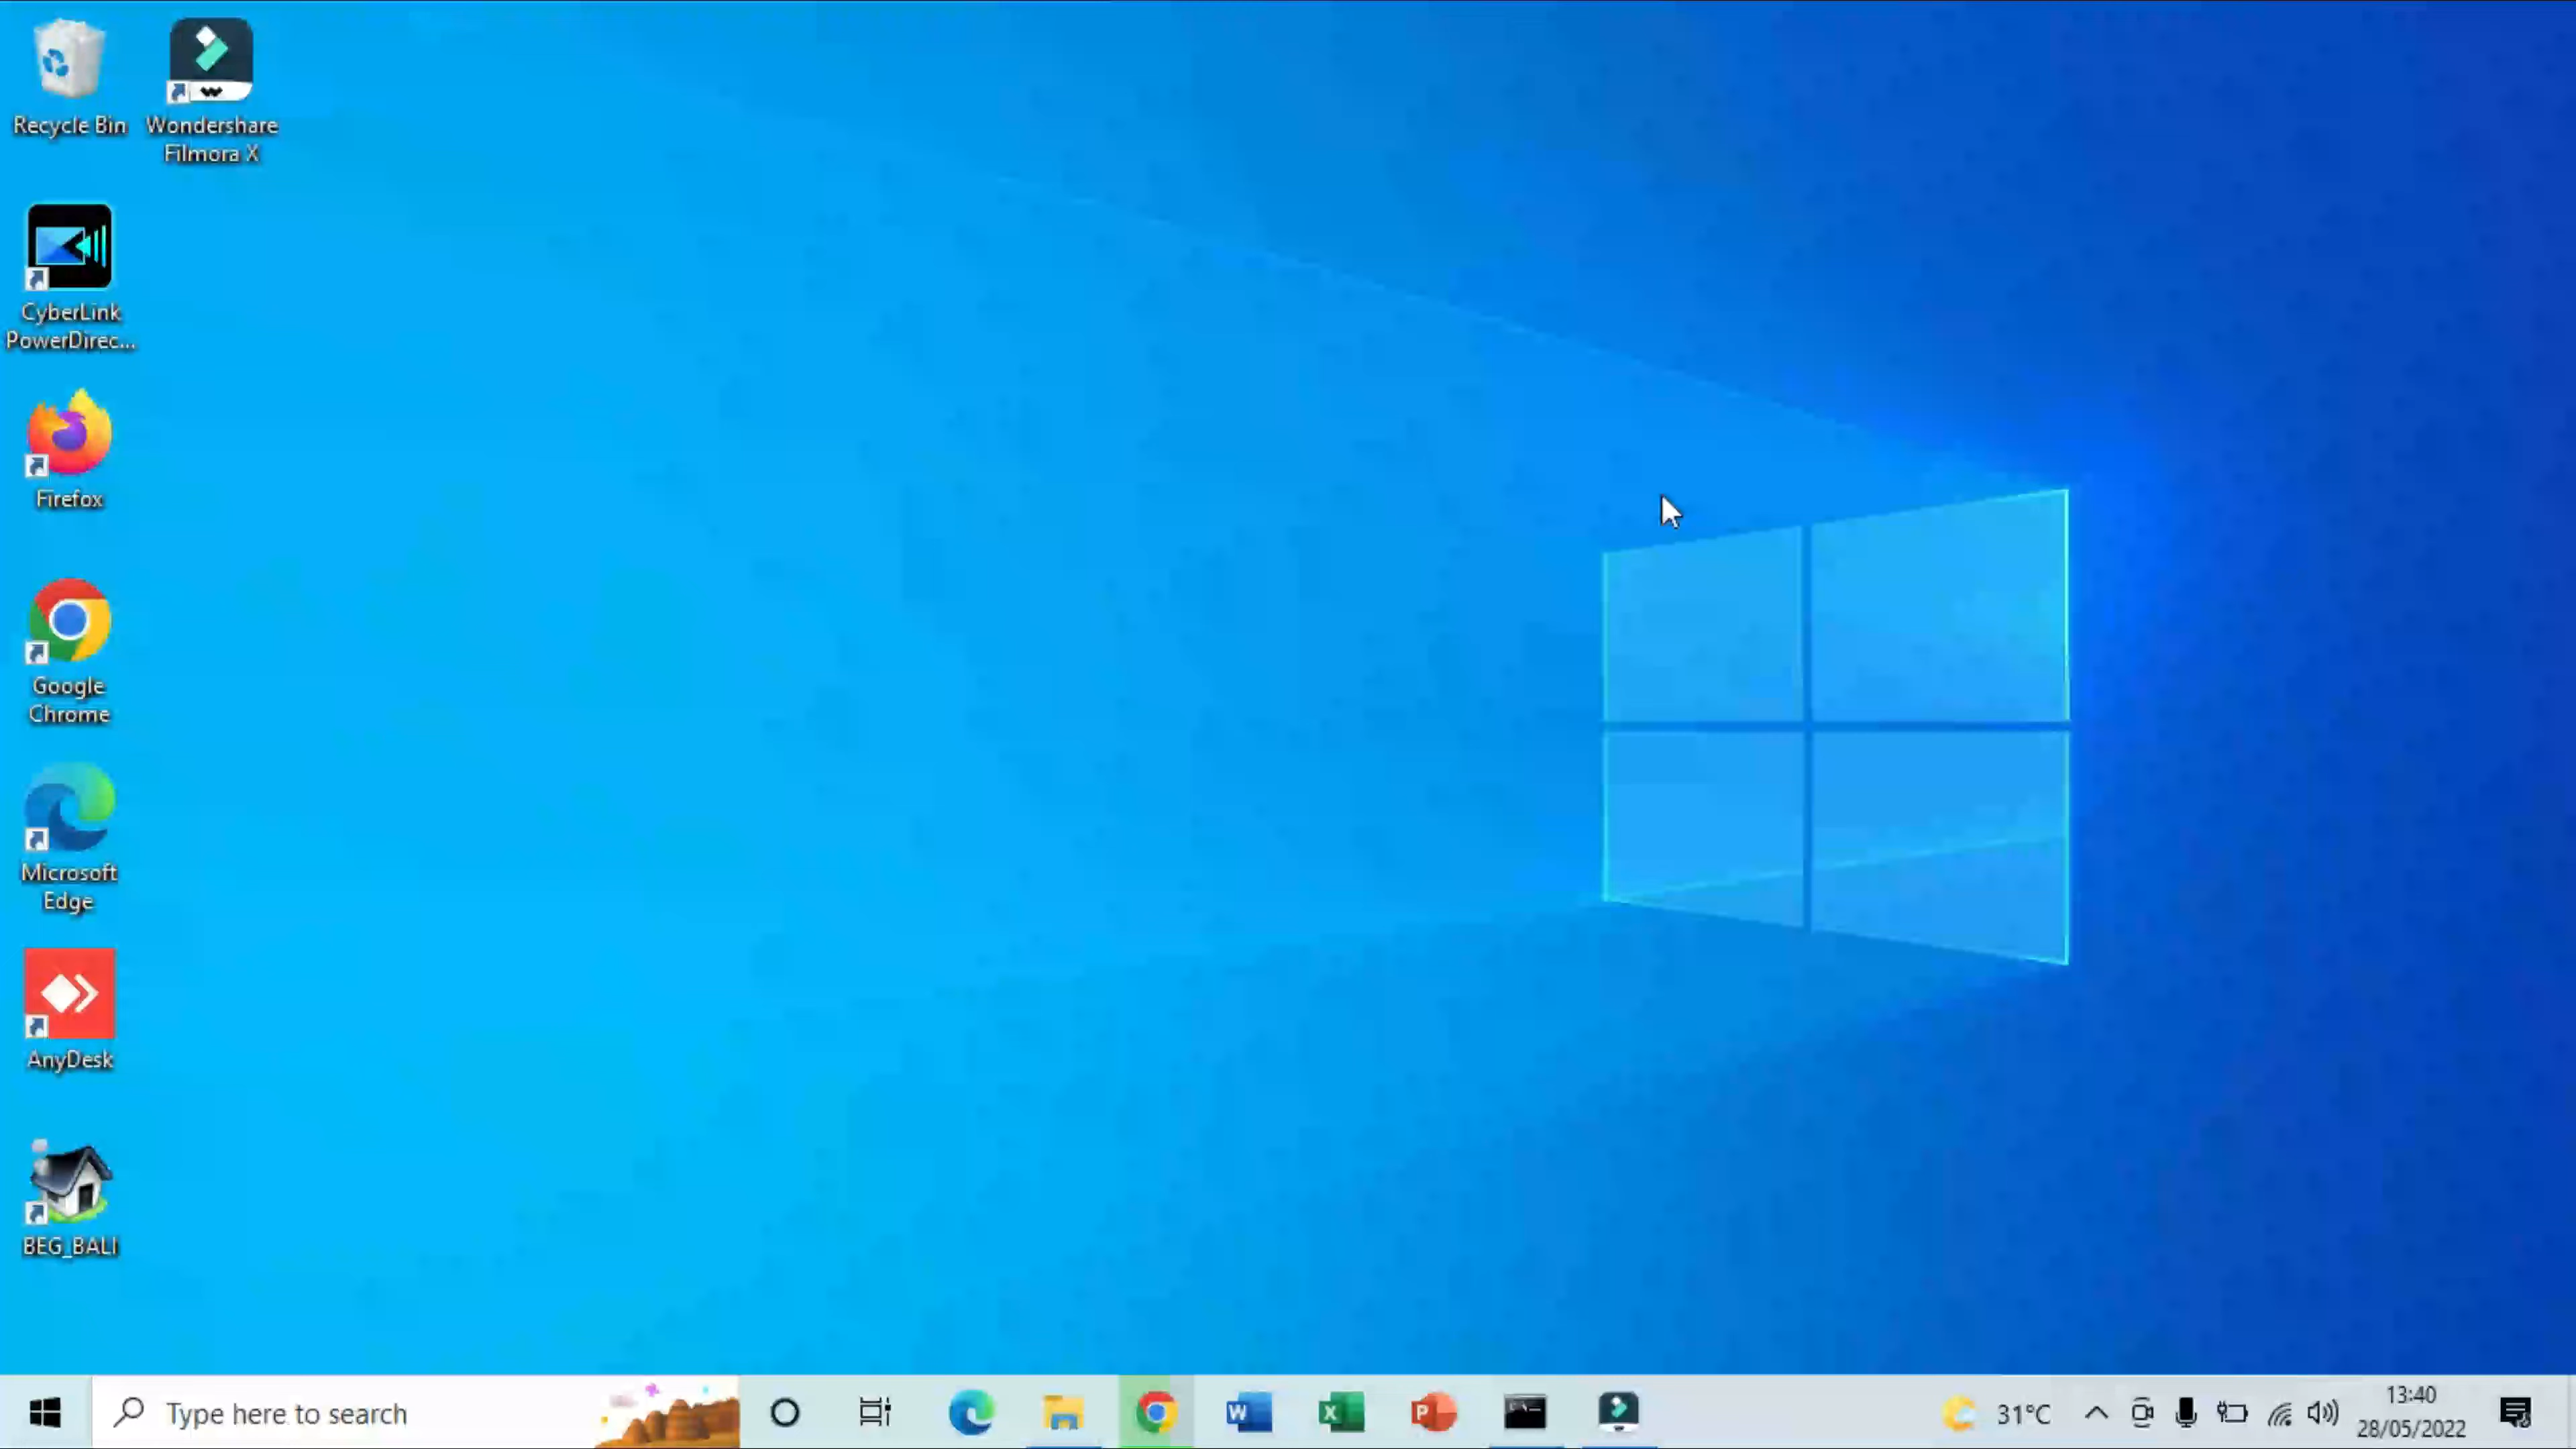 Recycle Bin
Wondershare
Filmora X
CyberLink
PowerDirec...
Firefox
Google
Chrome
Microsoft
Edge
AnyDesk
BEG_BALI
Type here to search
31°C
13:40
28/05/2022